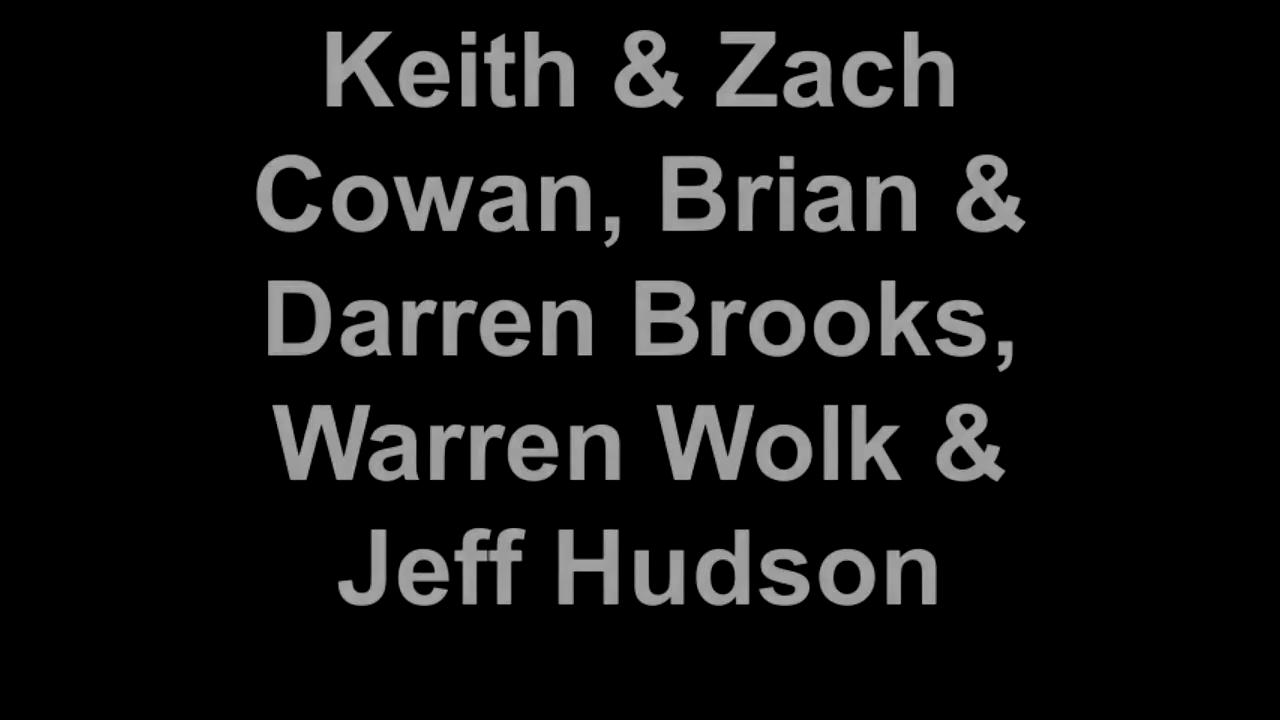 Keith & Zach
Cowan, Brian &
Darren Brooks,
Warren Wolk &
Jeff Hudson